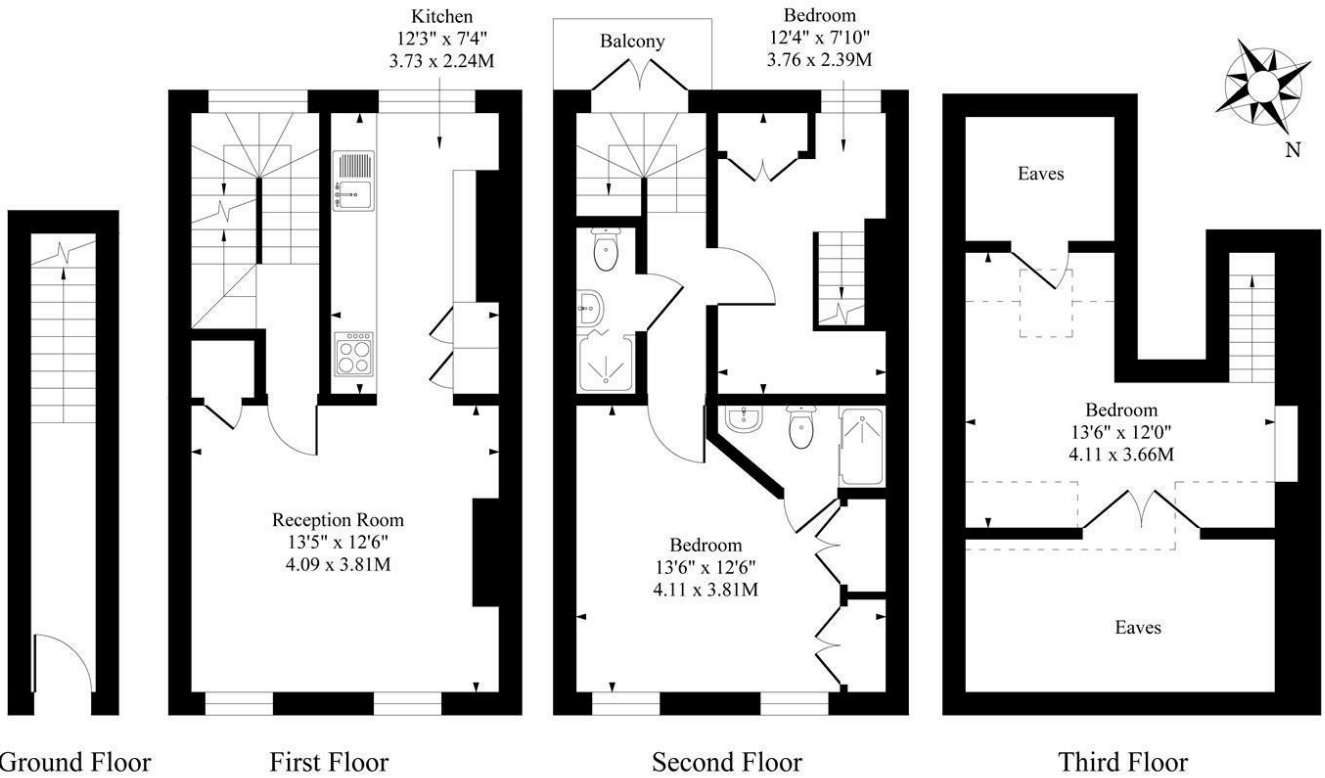 Kitchen
12'3" x 7'4"
3.73 x 2.24M
Balcony
Bedroom
12'4" x 7'10"
3.76 x 2.39M
N
Eaves
Bedroom
13'6" x 12'0"
4.11 x 3.66M
Reception Room
13'5" x 12'6"
4.09 x 3.81M
Bedroom
13'6" x 12'6"
4.11 x 3.81M
Eaves
Ground Floor
First Floor
Second Floor
Third Floor